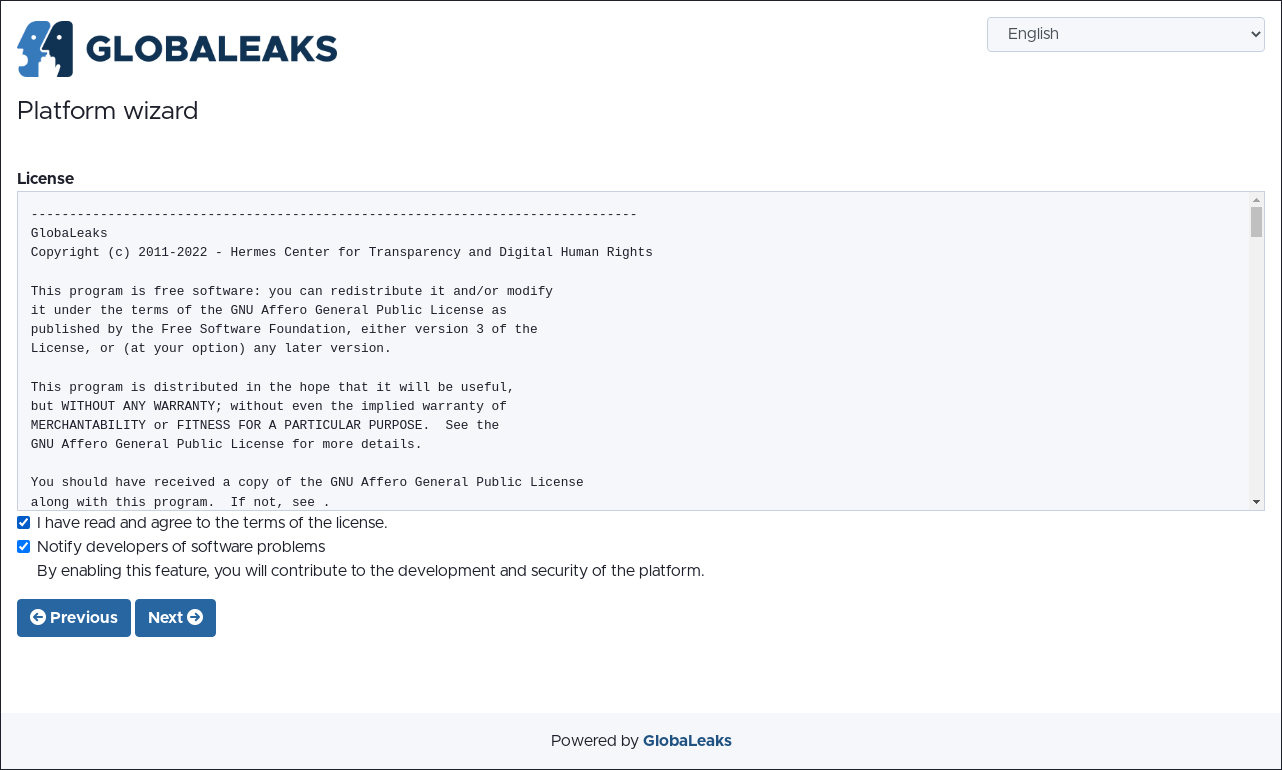 GLOBALEAKS
English
Platform wizard
License
-------------------------------------------------------------------------------
GlobaLeaks
Copyright (c) 2011-2022 - Hermes Center for Transparency and Digital Human Rights
This program is free software: you can redistribute it and/or modify
it under the terms of the GNU Affero General Public License as
published by the Free Software Foundation, either version 3 of the
License, or (at your option) any later version.
This program is distributed in the hope that it will be useful,
but WITHOUT ANY WARRANTY; without even the implied warranty of
MERCHANTABILITY or FITNESS FOR A PARTICULAR PURPOSE.  See the
GNU Affero General Public License for more details.
You should have received a copy of the GNU Affero General Public License
along with this program.  If not, see .
I have read and agree to the terms of the license.
Notify developers of software problems
By enabling this feature, you will contribute to the development and security of the platform.
Previous Next
Powered by GlobaLeaks